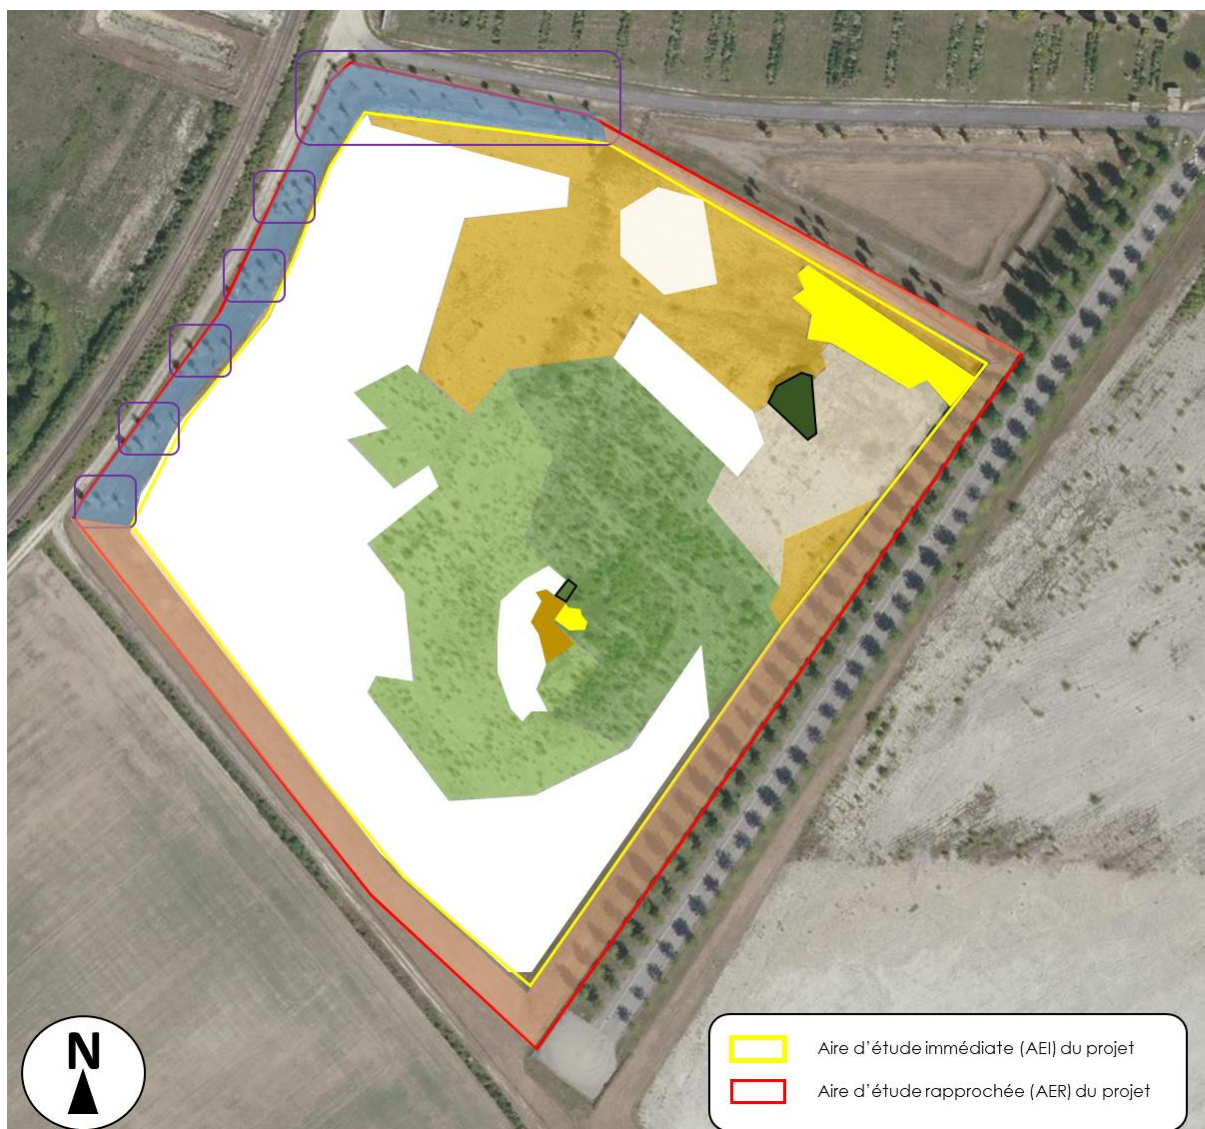 N
Aire d'étude immédiate (AEI) du projet
Aire d'étude rapprochée (AER) du projet